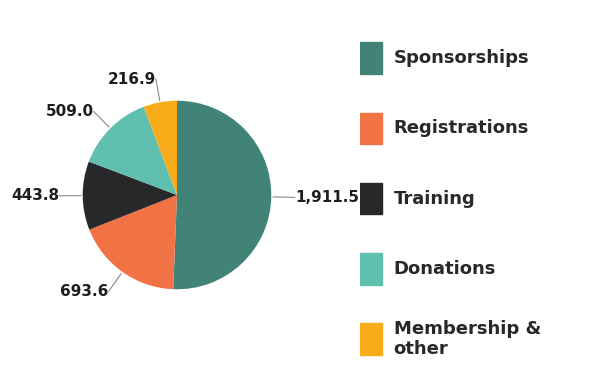 216.9
509.0
443.8
1,911.5
693.6
Sponsorships
Registrations
Training
Donations
Membership &
other